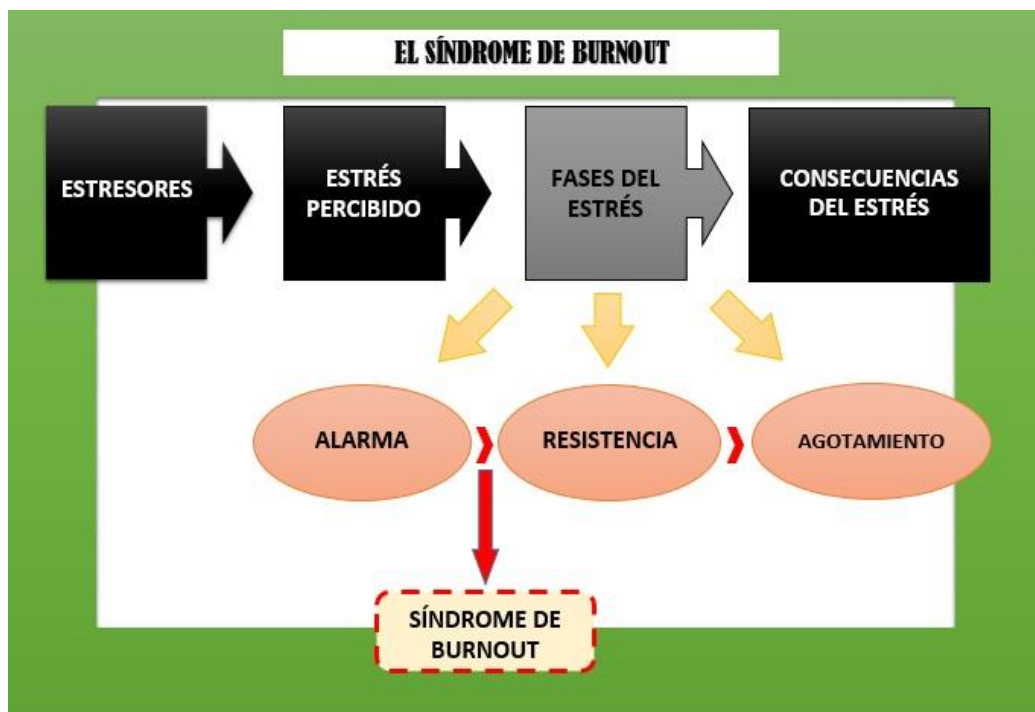 EL SÍNDROME DE BURNOUT
ESTRESORES
ESTRÉS
PERCIBIDO
FASES DEL
ESTRÉS
CONSECUENCIAS
DEL ESTRÉS
ALARMA
RESISTENCIA
AGOTAMIENTO
SÍNDROME DE
BURNOUT